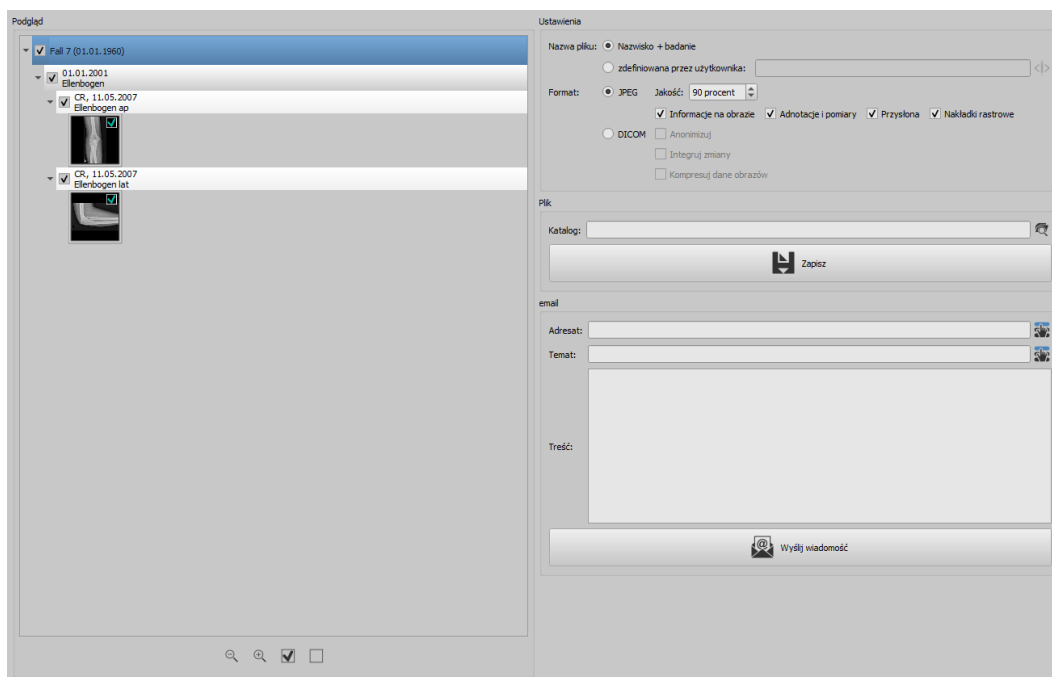 Podgląd
Fall 7 (01.01.1960)
01.01.2001
Ellenbogen
CR, 11.05.2007
Ellenbogen ap
CR, 11.05.2007
Ellenbogen lat
Ustawienia
Nazwa pliku: Nazwisko + badanie
zdefiniowana przez użytkownika:
Format: JPEG Jakość: 90 procent
Informacje na obrazie Adnotacje i pomiary Przysłona Nakładki rastrowe
DICOM Anonimizuj
Integruj zmiany
Kompresuj dane obrazów
Plik
Katalog:
Zapisz
email
Adresat:
Temat:
Treść:
Wyślij wiadomość